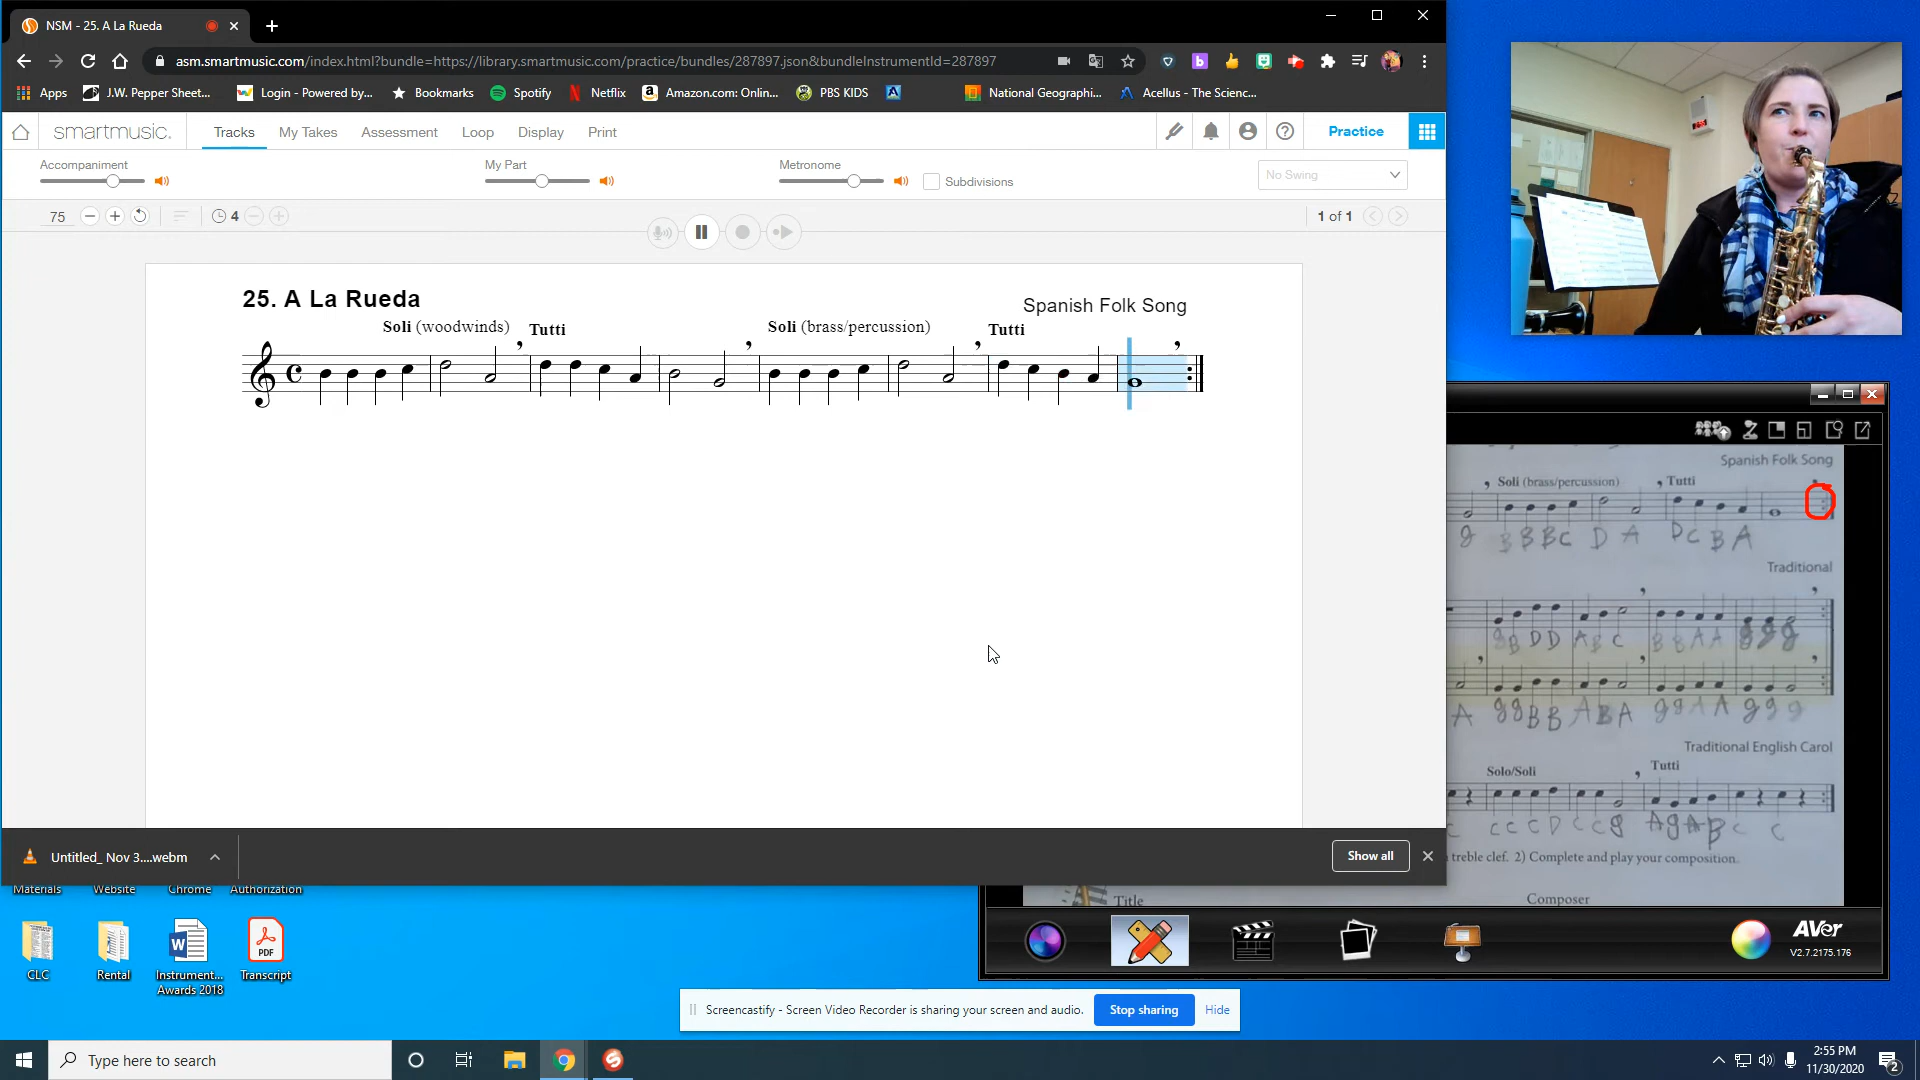 NSM - 25. A La Rueda
asm.smartmusic.com/index.html?bundle=https://library.smartmusic.com/practice/bundles/287897.json&bundleInstrumentId=287897
Apps J.W. Pepper Sheet... Login - Powered by... Bookmarks Spotify Netflix Amazon.com: Onlin... PBS KIDS National Geographi... Acellus - The Scienc...
smartmusic. Tracks My Takes Assessment Loop Display Print Practice
Accompaniment My Part Metronome Subdivisions No Swing
75 4 1 of 1
25. A La Rueda
Spanish Folk Song
Soli (woodwinds) Tutti Soli (brass/percussion) Tutti
Spanish Folk Song
Soli (brass/percussion) Tutti
g B B B C D A D C B A
Traditional
g B D D A B C B B A A g g g
A g g B B A B A g g A A g g g
Traditional English Carol
Solo/Soli Tutti
C C C C D C C g A g A B C C
treble clef. 2) Complete and play your composition.
Title Composer
Untitled_ Nov 3....webm Show all
Materials Website Chrome Authorization
CLC Rental Instrument... Awards 2018 Transcript
PDF
AVer
V2.7.2175.176
Screencastify - Screen Video Recorder is sharing your screen and audio. Stop sharing Hide
Type here to search
2:55 PM
11/30/2020
2